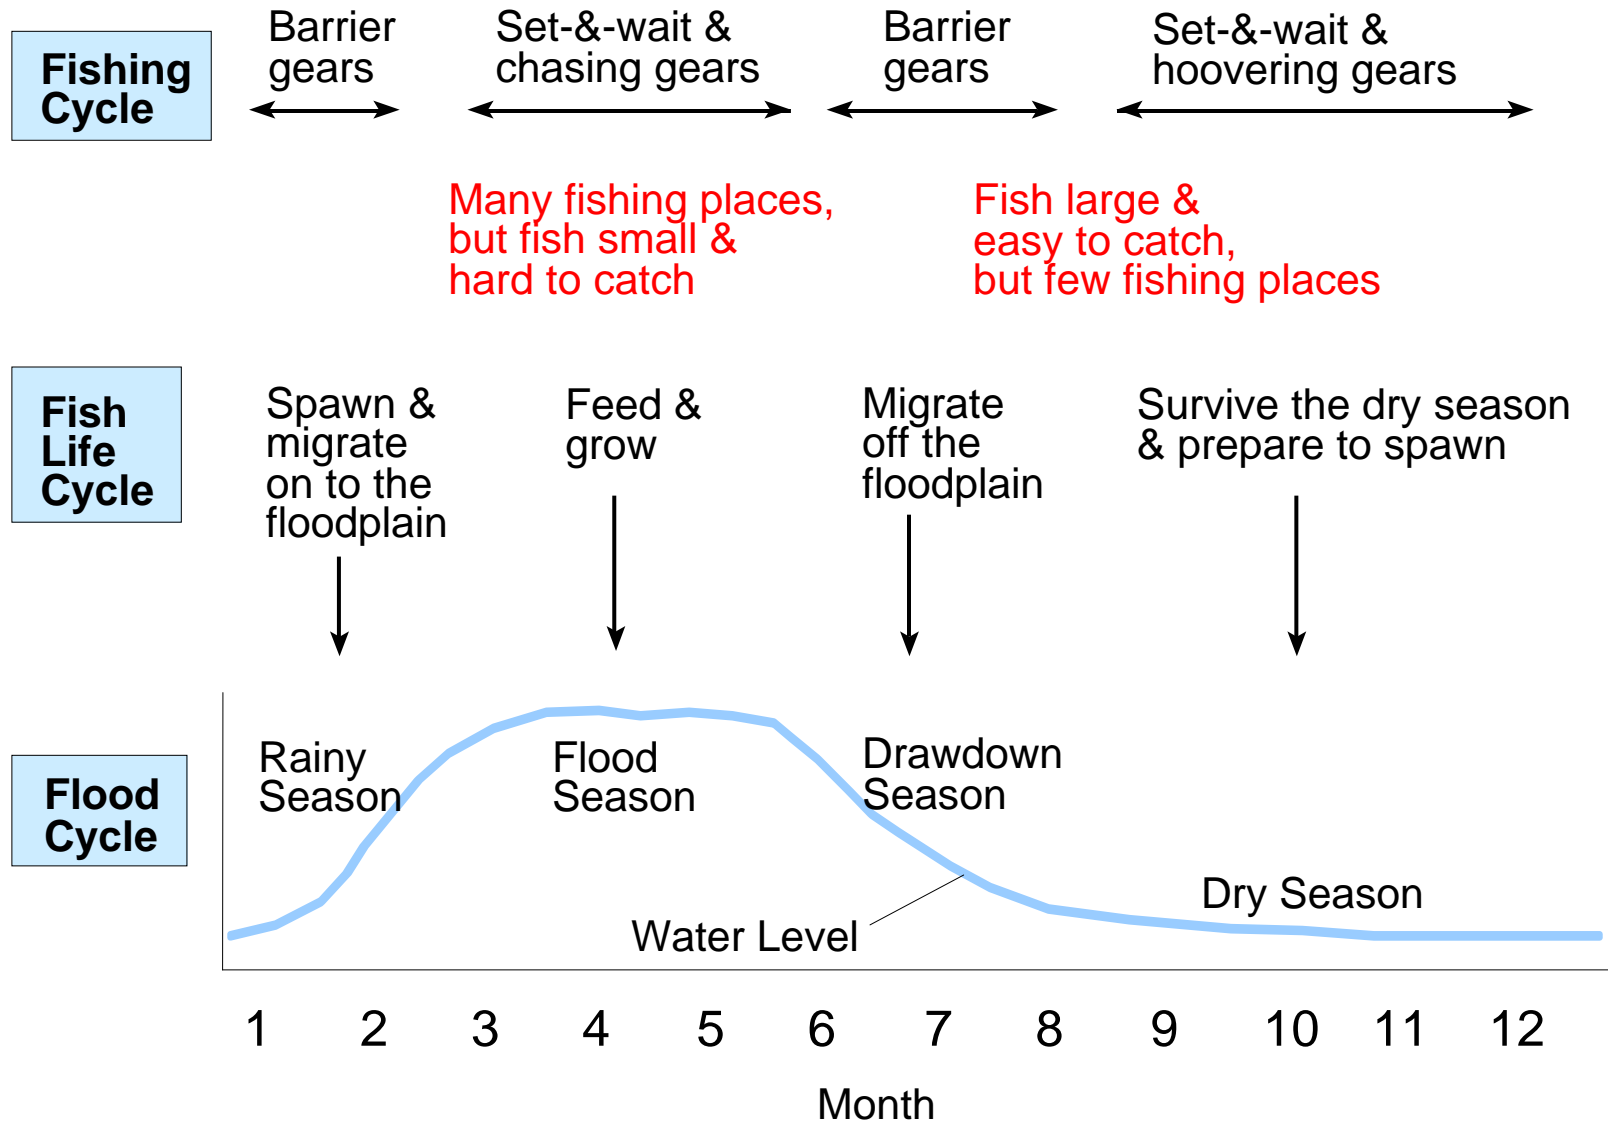 Fishing
Cycle
Barrier
gears
Set-&-wait &
chasing gears
Barrier
gears
Set-&-wait &
hoovering gears
Many fishing places,
but fish small &
hard to catch
Fish large &
easy to catch,
but few fishing places
Fish
Life
Cycle
Spawn &
migrate
on to the
floodplain
Feed &
grow
Migrate
off the
floodplain
Survive the dry season
& prepare to spawn
Flood
Cycle
Rainy
Season
Flood
Season
Drawdown
Season
Dry Season
Water Level
1 2 3 4 5 6 7 8 9 10 11 12
Month